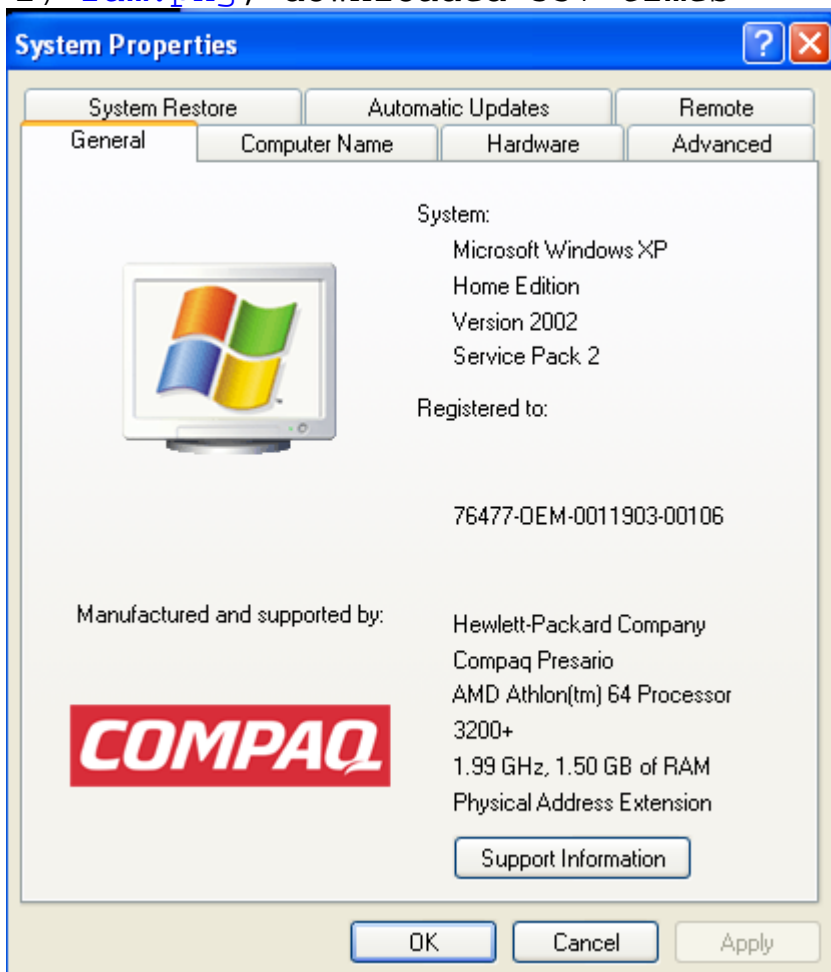 System Properties
System Restore Automatic Updates Remote
General Computer Name Hardware Advanced
System:
Microsoft Windows XP
Home Edition
Version 2002
Service Pack 2
Registered to:
76477-OEM-0011903-00106
Manufactured and supported by:
Hewlett-Packard Company
Compaq Presario
AMD Athlon(tm) 64 Processor
3200+
1.99 GHz, 1.50 GB of RAM
Physical Address Extension
COMPAQ
Support Information
OK Cancel Apply